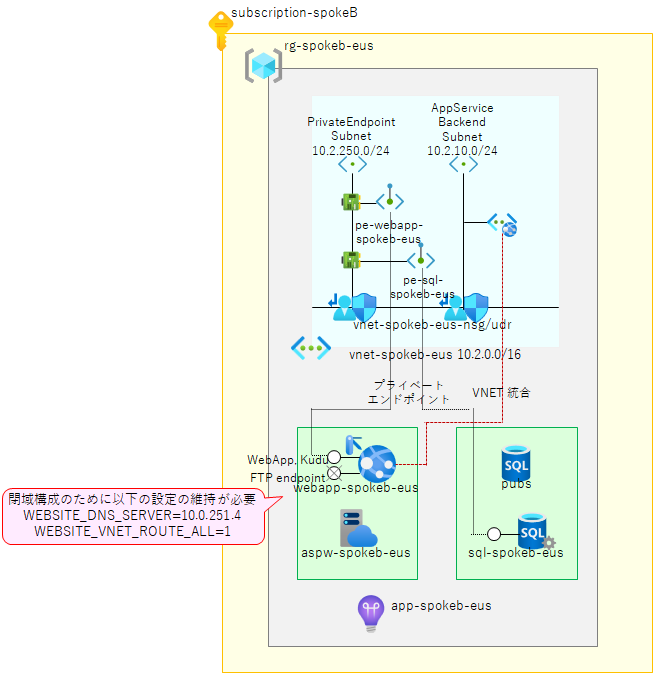 subscription-spokeB
rg-spokeb-eus
PrivateEndpoint
Subnet
10.2.250.0/24
AppService
Backend
Subnet
10.2.10.0/24
pe-webapp-
spokeb-eus
pe-sql-
spokeb-eus
vnet-spokeb-eus-nsg/udr
vnet-spokeb-eus 10.2.0.0/16
プライベート
エンドポイント
VNET 統合
WebApp, Kudu
FTP endpoint
webapp-spokeb-eus
SQL
pubs
閉域構成のために以下の設定の維持が必要
WEBSITE_DNS_SERVER=10.0.251.4
WEBSITE_VNET_ROUTE_ALL=1
aspw-spokeb-eus
SQL
sql-spokeb-eus
app-spokeb-eus